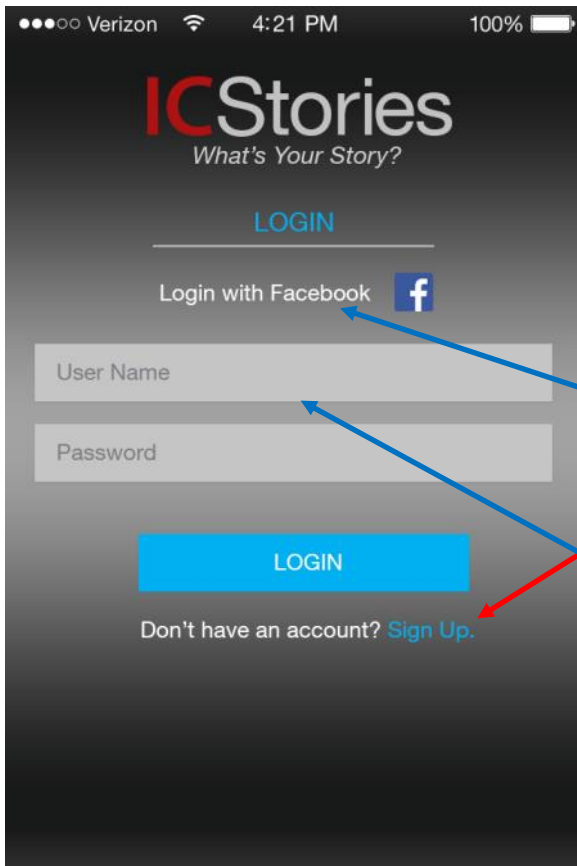 Verizon 4:21 PM 100%
ICStories
What's Your Story?
LOGIN
Login with Facebook f
User Name
Password
LOGIN
Don't have an account? Sign Up.